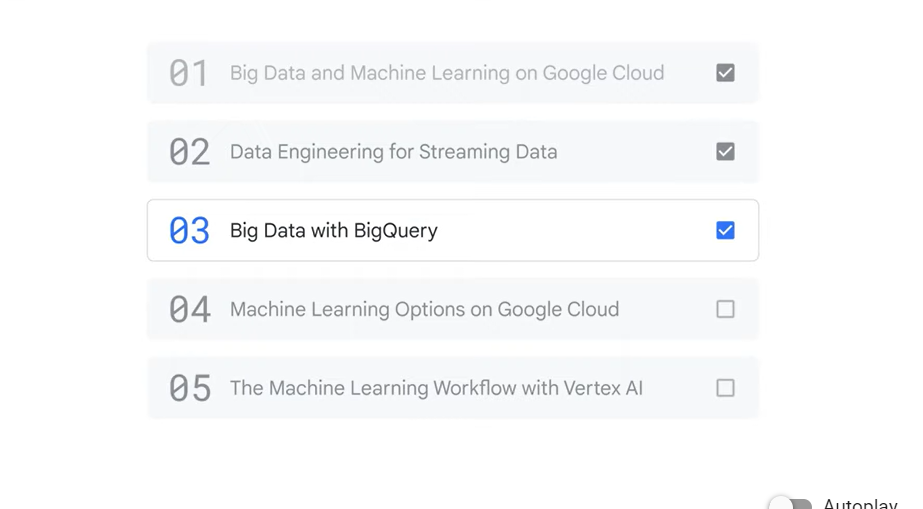 01 Big Data and Machine Learning on Google Cloud
02 Data Engineering for Streaming Data
03 Big Data with BigQuery
04 Machine Learning Options on Google Cloud
05 The Machine Learning Workflow with Vertex AI
Autoplay